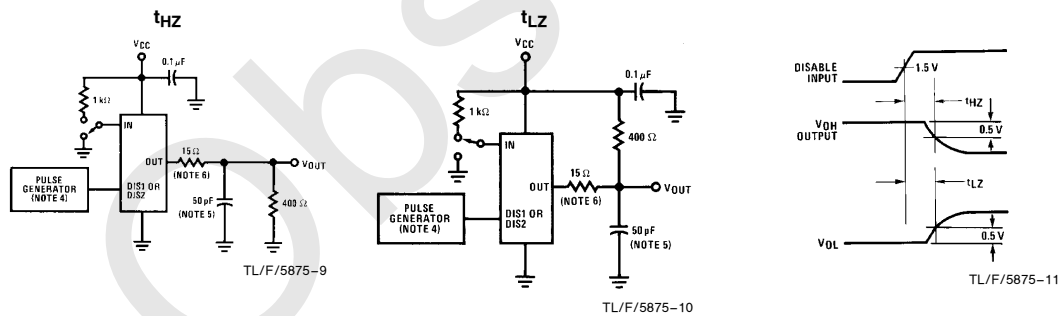 tHZ
VCC
0.1 μF
1 kΩ
IN
OUT
15 Ω
(NOTE 6)
VOUT
PULSE
GENERATOR
(NOTE 4)
DIS1 OR
DIS2
50 pF
(NOTE 5)
400 Ω
TL/F/5875–9
tLZ
VCC
0.1 μF
1 kΩ
400 Ω
IN
OUT
15 Ω
(NOTE 6)
VOUT
PULSE
GENERATOR
(NOTE 4)
DIS1 OR
DIS2
50 pF
(NOTE 5)
TL/F/5875–10
DISABLE
INPUT
1.5 V
tHZ
VOH
OUTPUT
0.5 V
tLZ
VOL
0.5 V
TL/F/5875–11
Obs